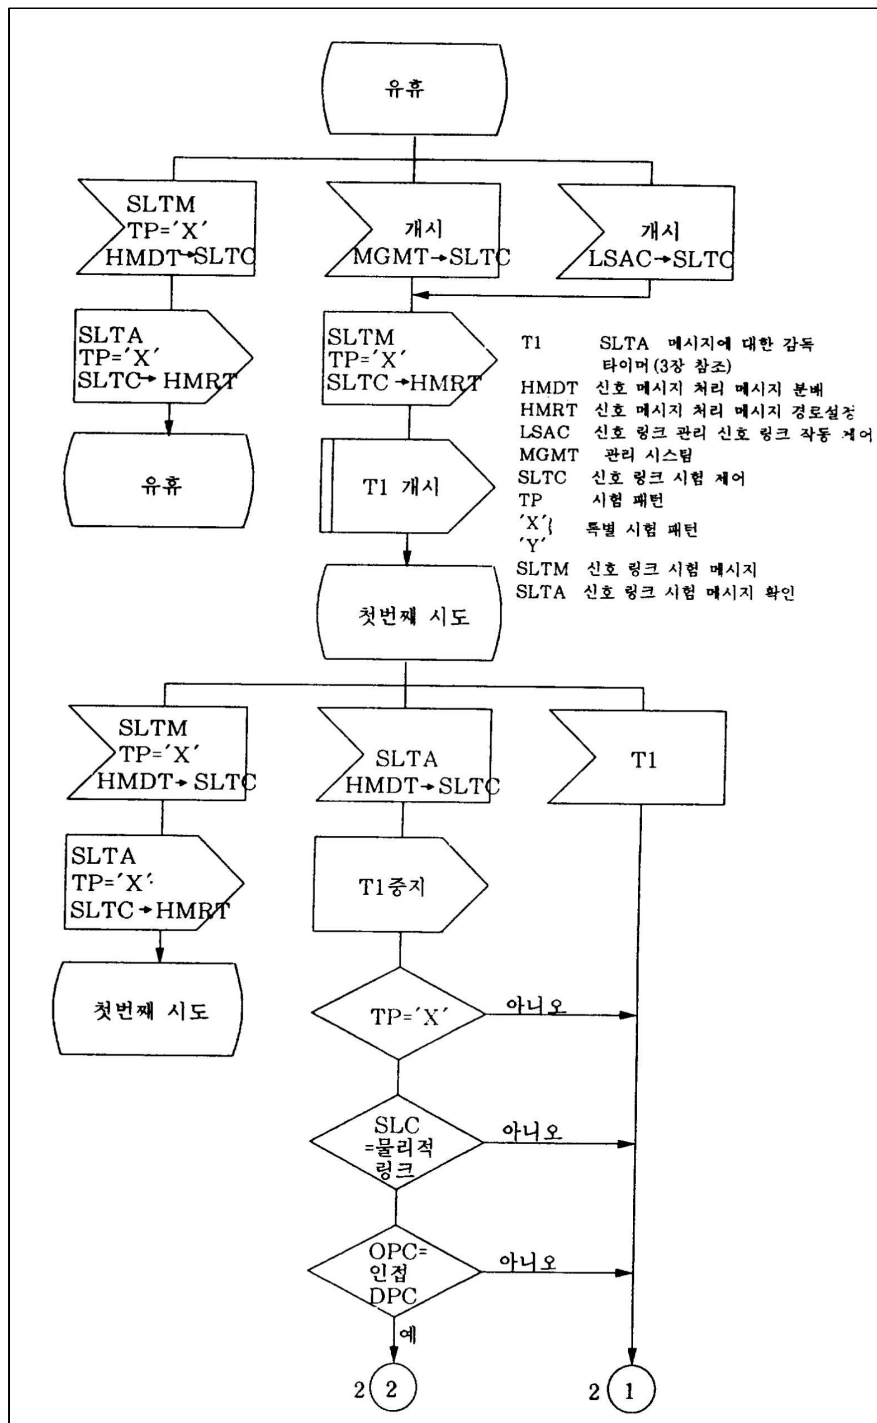 유휴
SLTM
TP='X'
HMDT→SLTC
개시
MGMT→SLTC
개시
LSAC→SLTC
SLTA
TP='X'
SLTC→HMRT
유휴
SLTM
TP='X'
SLTC→HMRT
T1 개시
T1 SLTA 메시지에 대한 감독
타이머(3장 참조)
HMDT 신호 메시지 처리 메시지 분배
HMRT 신호 메시지 처리 메시지 경로설정
LSAC 신호 링크 관리 신호 링크 작동 제어
MGMT 관리 시스팀
SLTC 신호 링크 시험 제어
TP 시험 패턴
'X'{ 특별 시험 패턴
'Y'
SLTM 신호 링크 시험 메시지
SLTA 신호 링크 시험 메시지 확인
첫번째 시도
SLTM
TP='X'
HMDT→SLTC
SLTA
HMDT→SLTC
T1
SLTA
TP='X'
SLTC→HMRT
첫번째 시도
T1중지
TP='X'
아니오
SLC
=물리적
링크
아니오
OPC=
인접
DPC
아니오
예
2 2
2 1